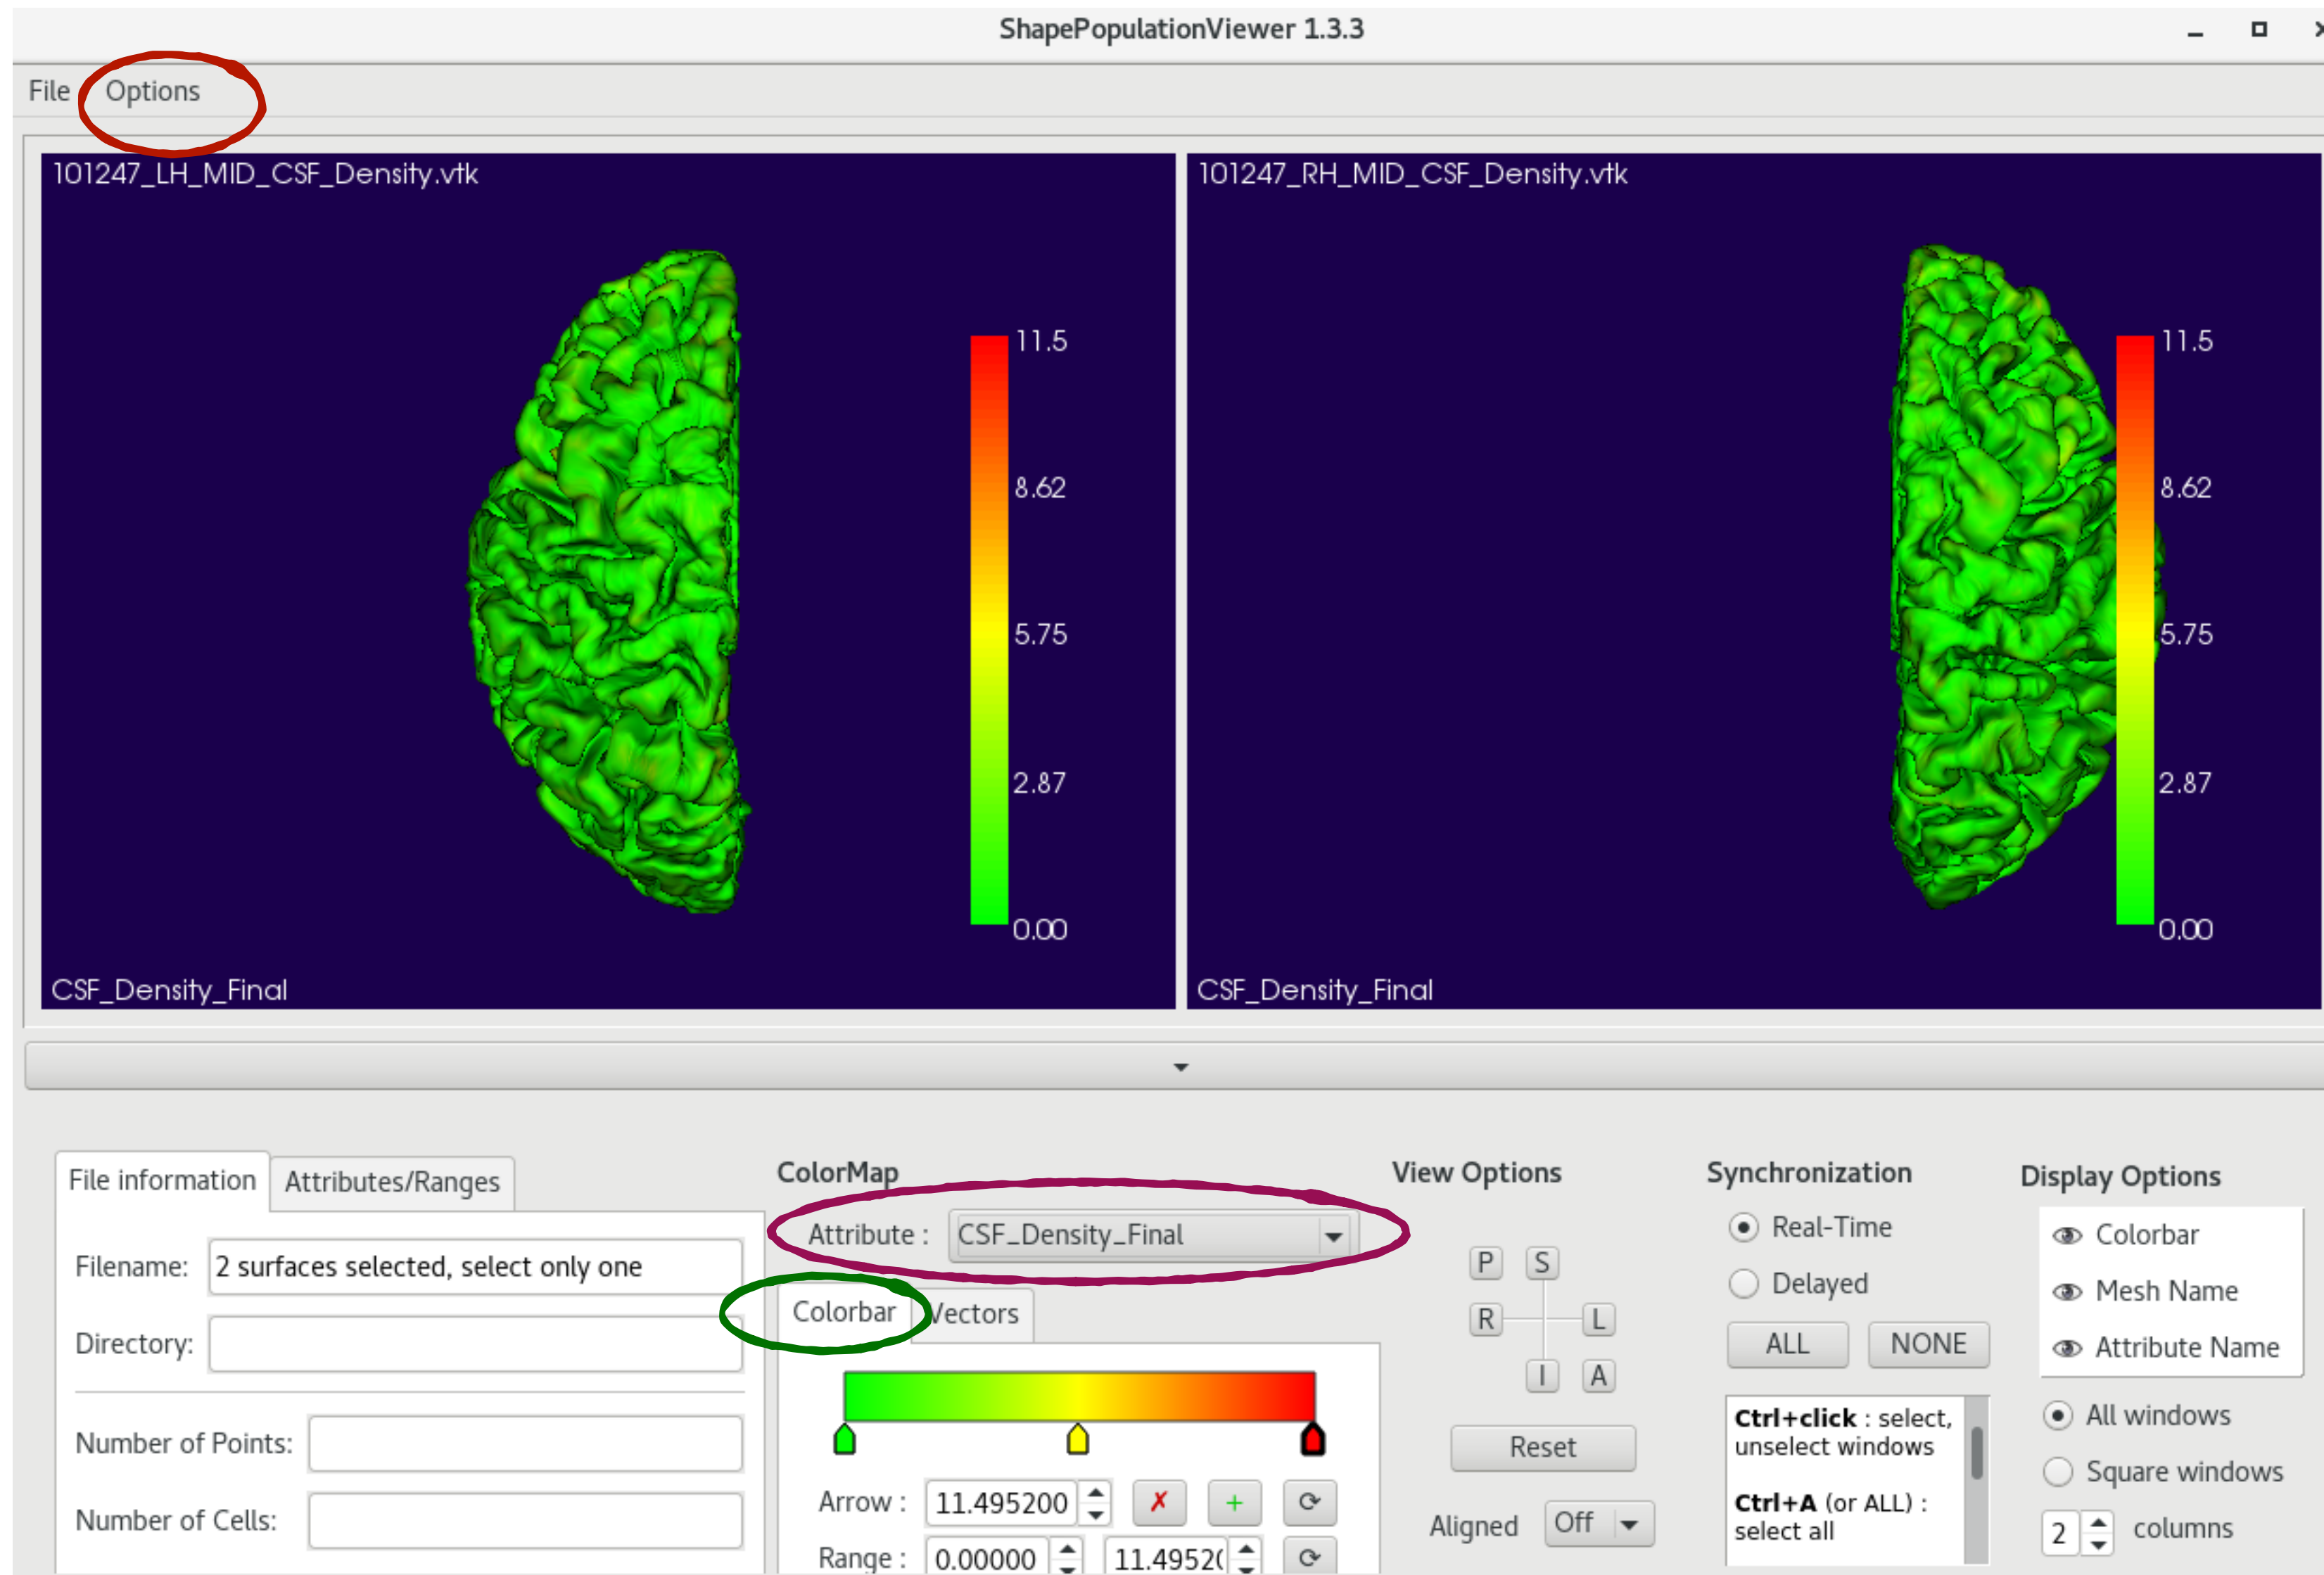 ShapePopulationViewer 1.3.3
File Options
101247_LH_MID_CSF_Density.vtk
11.5
8.62
5.75
2.87
0.00
CSF_Density_Final
101247_RH_MID_CSF_Density.vtk
11.5
8.62
5.75
2.87
0.00
CSF_Density_Final
File information Attributes/Ranges
Filename: 2 surfaces selected, select only one
Directory:
Number of Points:
Number of Cells:
ColorMap
Attribute : CSF_Density_Final
Colorbar Vectors
Arrow : 11.495200
Range : 0.00000 11.4952(
View Options
P S
R L
I A
Reset
Aligned Off
Synchronization
Real-Time
Delayed
ALL NONE
Ctrl+click : select,
unselect windows
Ctrl+A (or ALL) :
select all
Display Options
Colorbar
Mesh Name
Attribute Name
All windows
Square windows
2 columns